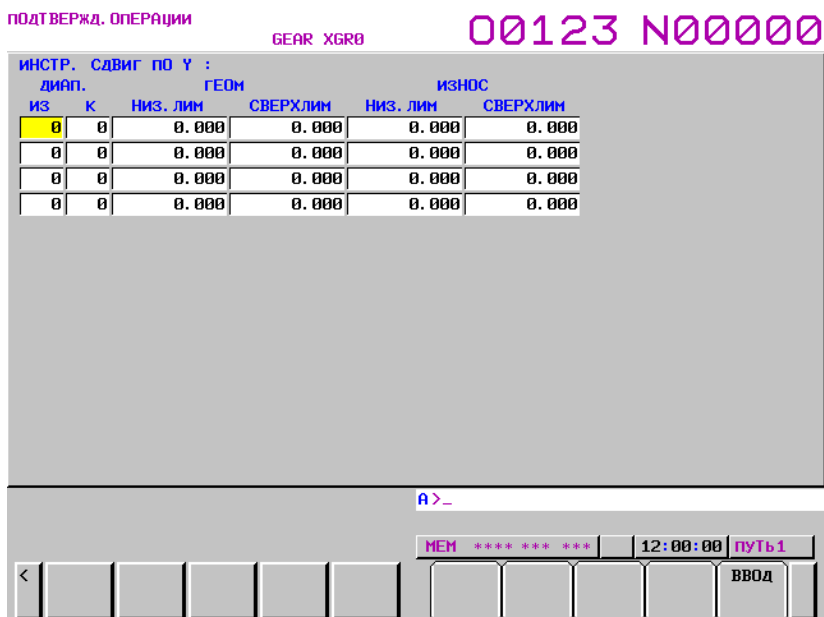 ПОДТВЕРЖД.ОПЕРАЦИИ
GEAR XGR0
O0123 N00000
ИНСТР. СДВИГ ПО Y :
ДИАП. ГЕОМ ИЗНОС
ИЗ К НИЗ.ЛИМ СВЕРХЛИМ НИЗ.ЛИМ СВЕРХЛИМ
0 0 0.000 0.000 0.000 0.000
0 0 0.000 0.000 0.000 0.000
0 0 0.000 0.000 0.000 0.000
0 0 0.000 0.000 0.000 0.000
A>_
MEM **** *** *** 12:00:00 ПУТЬ1
< ВВОД